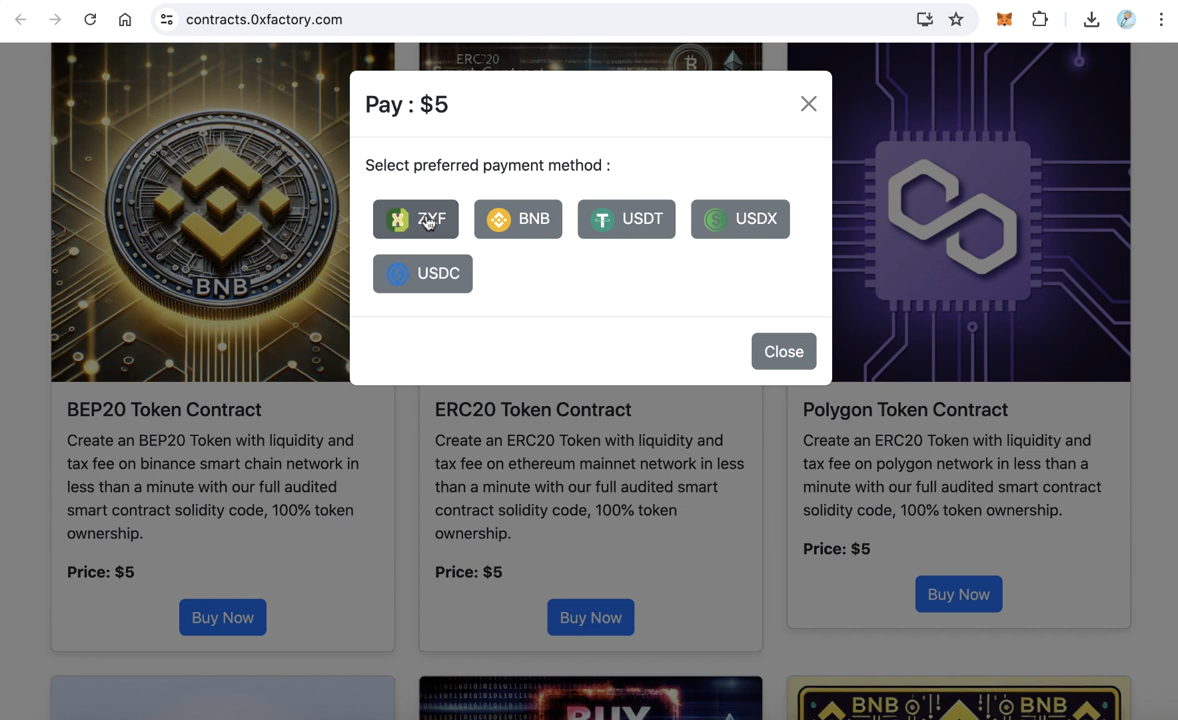 contracts.0xfactory.com
ERC'20
Pay : $5
Select preferred payment method :
BNB
USDT
USDX
USDC
Close
BNB
BEP20 Token Contract
Create an BEP20 Token with liquidity and
tax fee on binance smart chain network in
less than a minute with our full audited
smart contract solidity code, 100% token
ownership.
Price: $5
Buy Now
ERC20 Token Contract
Create an ERC20 Token with liquidity and
tax fee on ethereum mainnet network in less
than a minute with our full audited smart
contract solidity code, 100% token
ownership.
Price: $5
Buy Now
Polygon Token Contract
Create an ERC20 Token with liquidity and
tax fee on polygon network in less than a
minute with our full audited smart contract
solidity code, 100% token ownership.
Price: $5
Buy Now
BUY
BNB
BNB